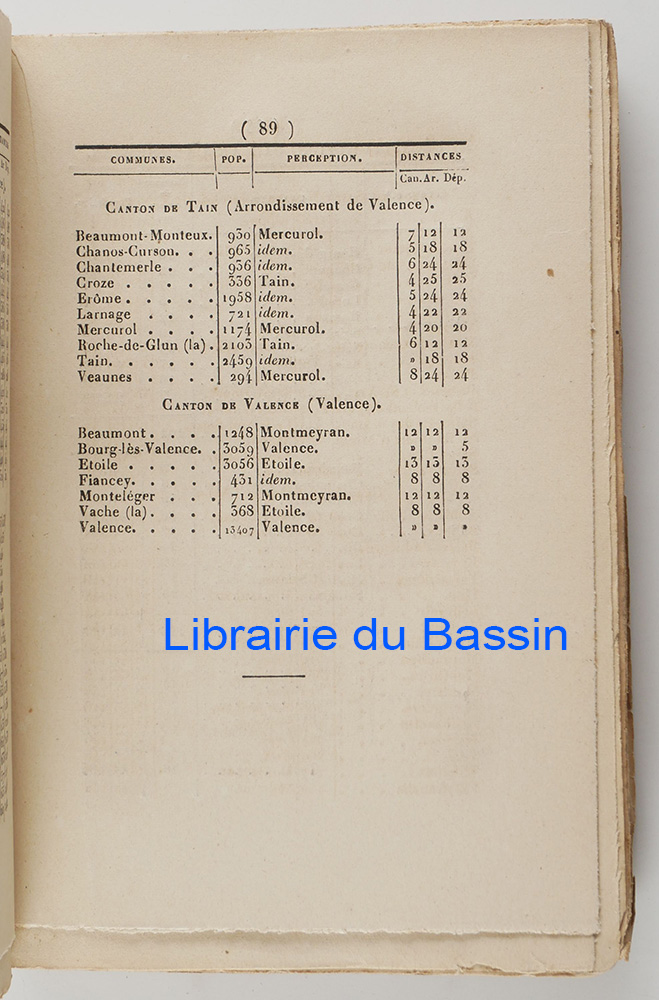 ( 89 )
COMMUNES. POP. PERCEPTION. DISTANCES
Can. Ar. Dép.
CANTON DE TAIN (Arrondissement de Valence).
Beaumont-Monteux. 930 Mercurol. 7 12 12
Chanos-Curson. . . 965 idem. 5 18 18
Chantemerle . . . 936 idem. 6 24 24
Croze . . . . . 336 Tain. 4 25 25
Erôme . . . . . 1958 idem. 5 24 24
Larnage . . . . 721 idem. 4 22 22
Mercurol . . . . 1174 Mercurol. 4 20 20
Roche-de-Glun (la) . 2103 Tain. 6 12 12
Tain. . . . . . 2459 idem. » 18 18
Veaunes . . . . 294 Mercurol. 8 24 24
CANTON DE VALENCE (Valence).
Beaumont . . . . 1248 Montmeyran. 12 12 12
Bourg-lès-Valence. . 3059 Valence. » » 5
Etoile . . . . . 3056 Etoile. 13 13 13
Fiancey. . . . . 431 idem. 8 8 8
Monteléger . . . 712 Montmeyran. 12 12 12
Vache (la) . . . . 368 Etoile. 8 8 8
Valence. . . . . 13407 Valence. » » »
Librairie du Bassin